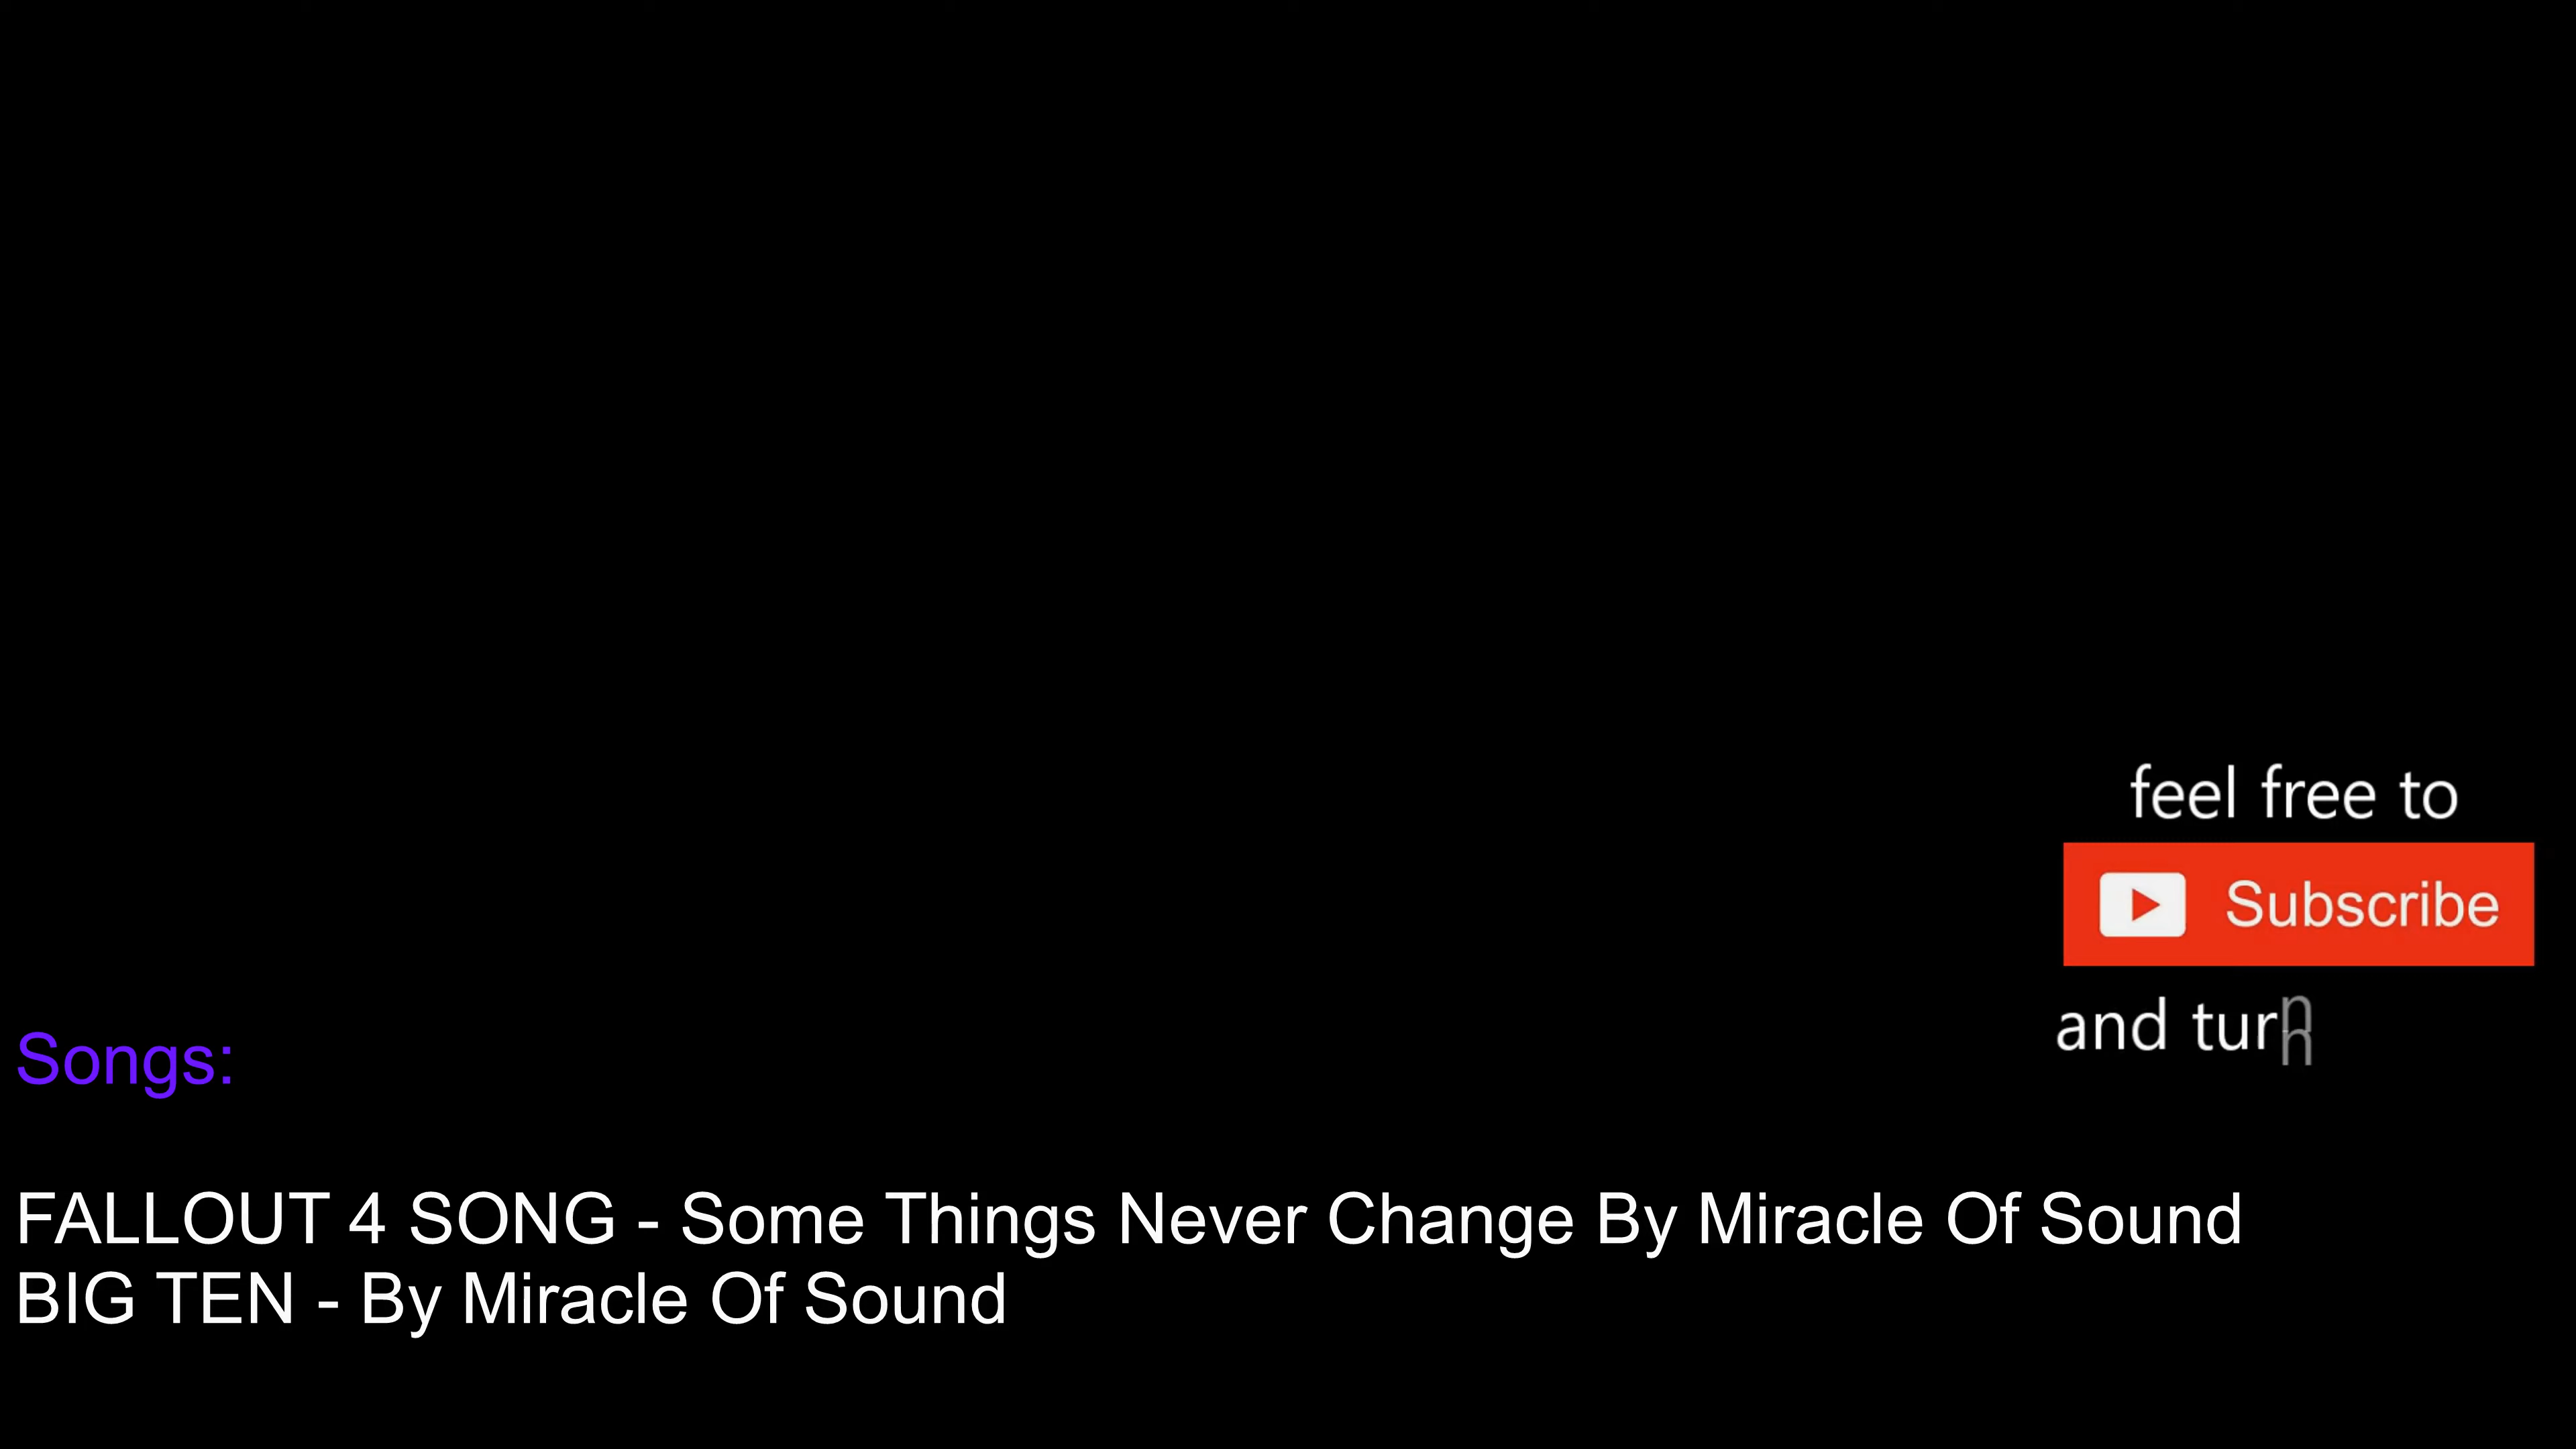 feel free to
Subscribe
and turn
Songs:
FALLOUT 4 SONG - Some Things Never Change By Miracle Of Sound
BIG TEN - By Miracle Of Sound